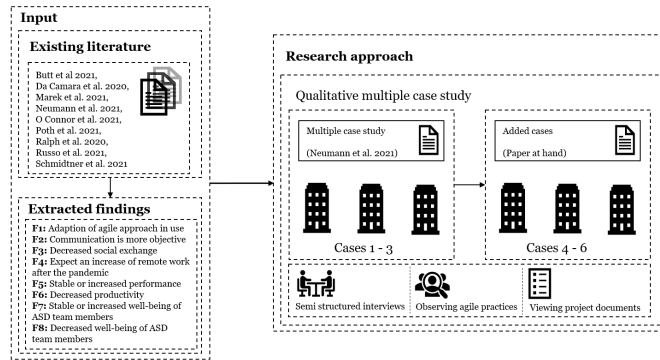 Input
Existing literature
Butt et al 2021,
Da Camara et al. 2020,
Marek et al. 2021,
Neumann et al. 2021,
O Connor et al. 2021,
Poth et al. 2021,
Ralph et al. 2020,
Russo et al. 2021,
Schmidtner et al. 2021
Extracted findings
F1: Adaption of agile approach in use
F2: Communication is more objective
F3: Decreased social exchange
F4: Expect an increase of remote work
after the pandemic
F5: Stable or increased performance
F6: Decreased productivity
F7: Stable or increased well-being of
ASD team members
F8: Decreased well-being of ASD
team members
Research approach
Qualitative multiple case study
Multiple case study
(Neumann et al. 2021)
Cases 1 - 3
Added cases
(Paper at hand)
Cases 4 - 6
Semi structured interviews
Observing agile practices
Viewing project documents